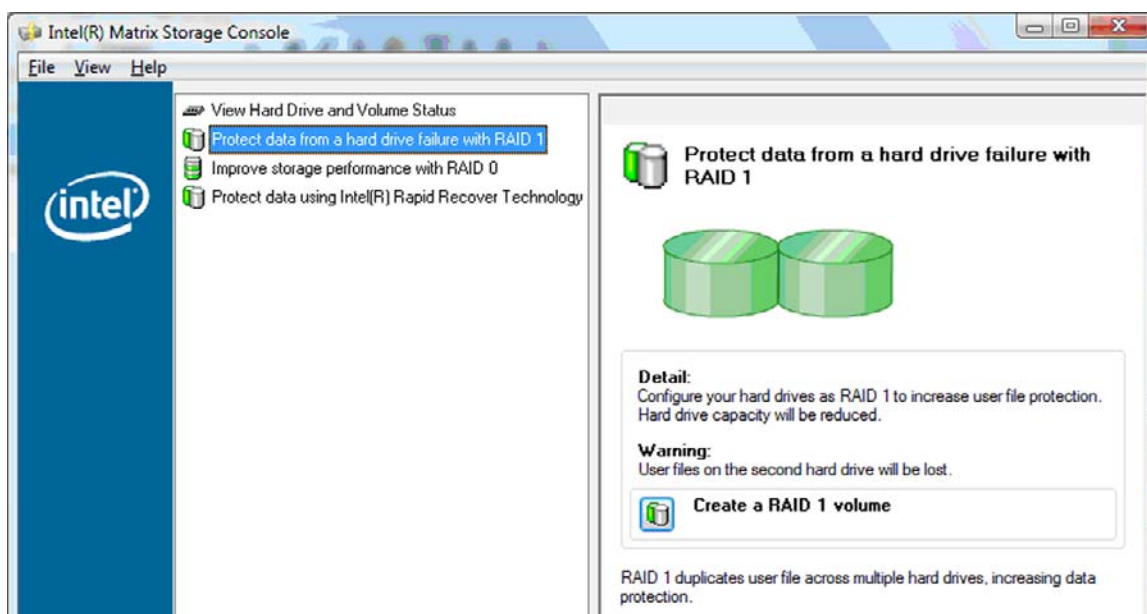 Intel(R) Matrix Storage Console
File View Help
intel
View Hard Drive and Volume Status
Protect data from a hard drive failure with RAID 1
Improve storage performance with RAID 0
Protect data using Intel(R) Rapid Recover Technology
Protect data from a hard drive failure with
RAID 1
Detail:
Configure your hard drives as RAID 1 to increase user file protection.
Hard drive capacity will be reduced.
Warning:
User files on the second hard drive will be lost.
Create a RAID 1 volume
RAID 1 duplicates user file across multiple hard drives, increasing data
protection.